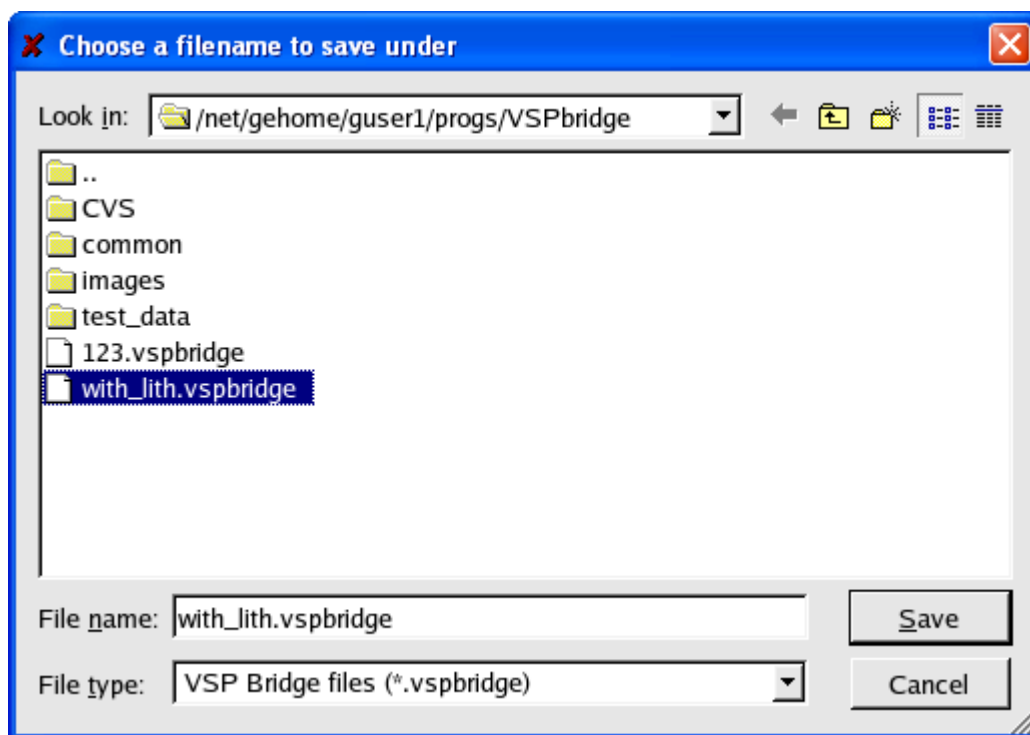 Choose a filename to save under
Look in: /net/gehome/guser1/progs/VSPbridge
..
CVS
common
images
test_data
123.vspbridge
with_lith.vspbridge
File name: with_lith.vspbridge Save
File type: VSP Bridge files (*.vspbridge) Cancel